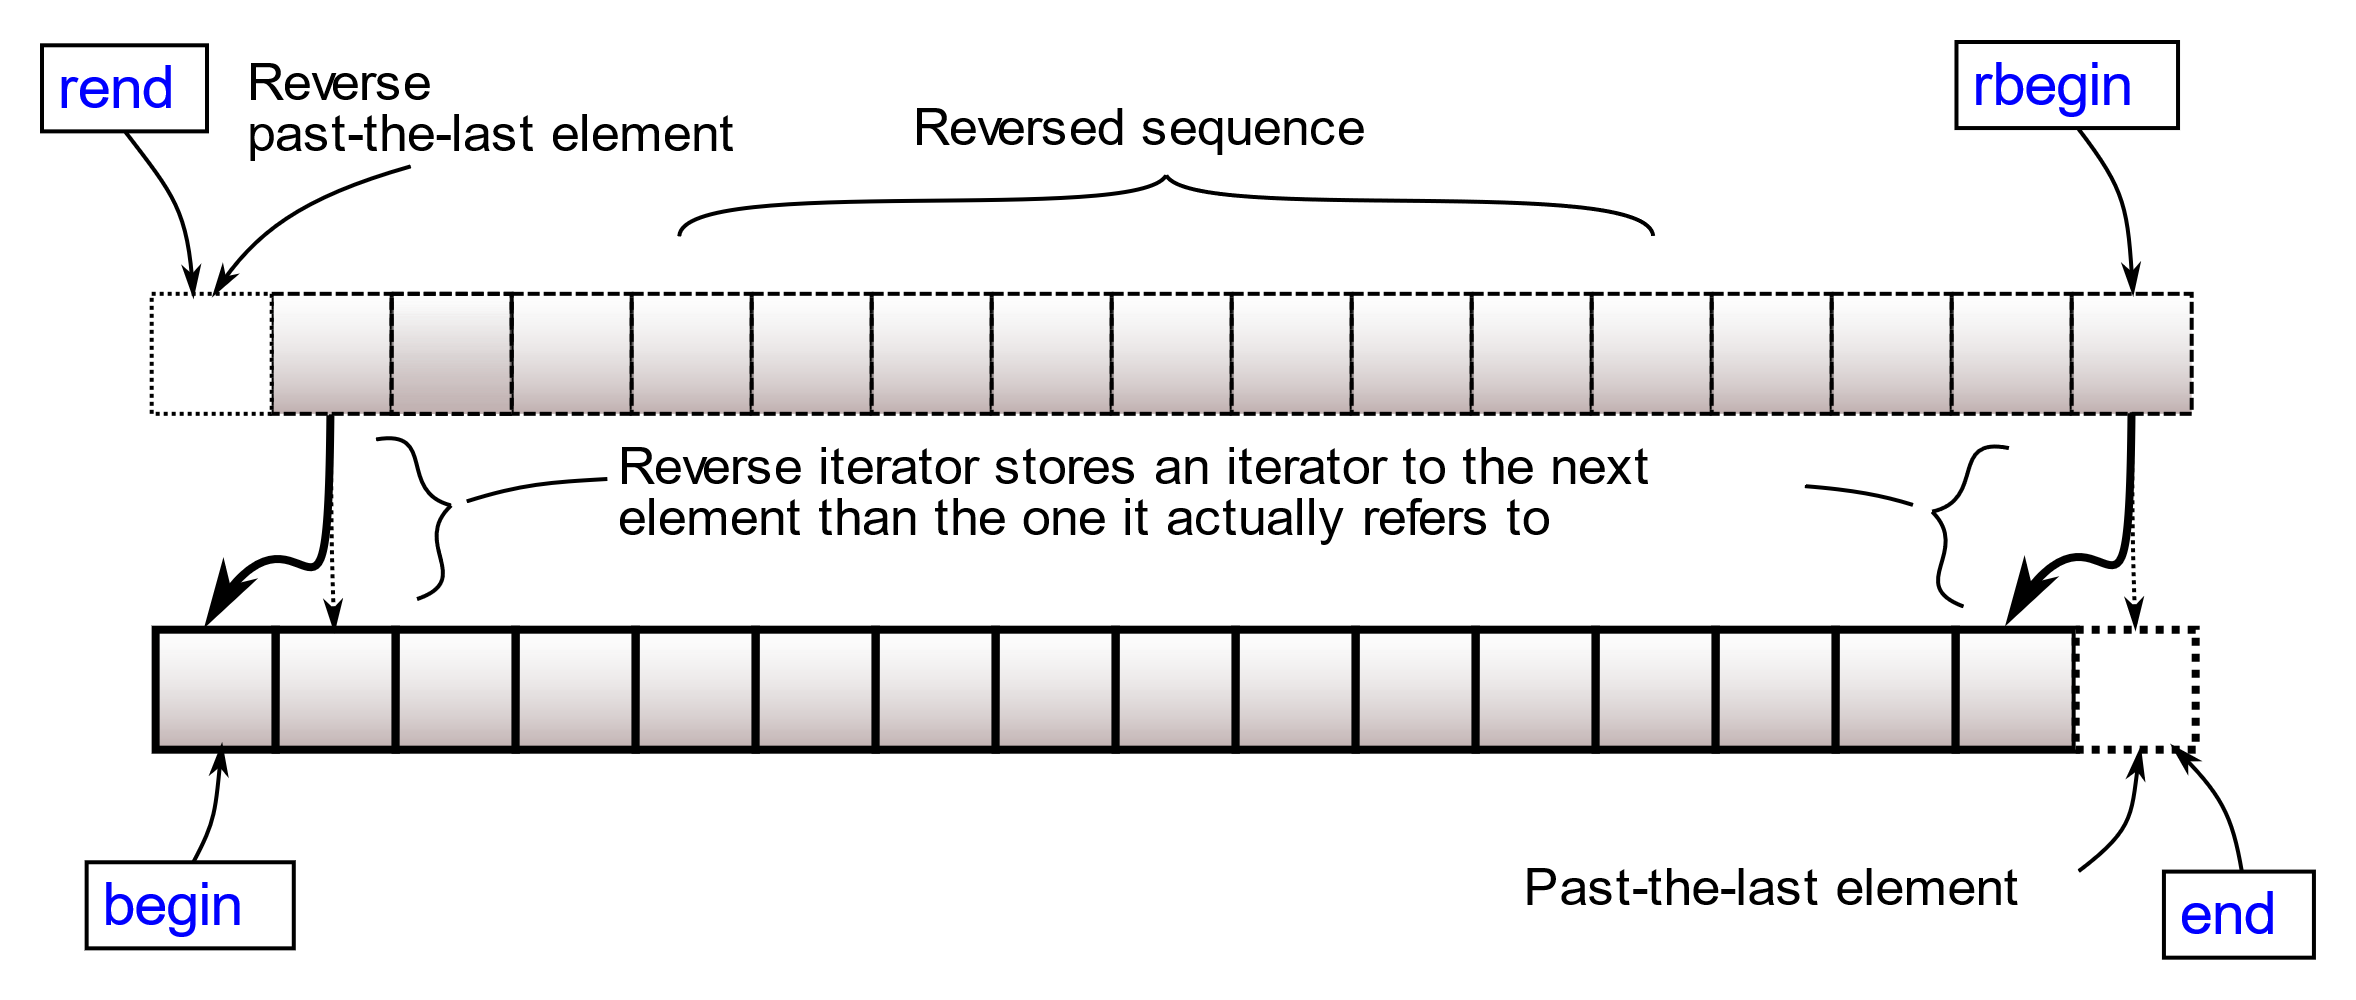 rend
Reverse
past-the-last element
Reversed sequence
rbegin
Reverse iterator stores an iterator to the next
element than the one it actually refers to
begin
Past-the-last element
end